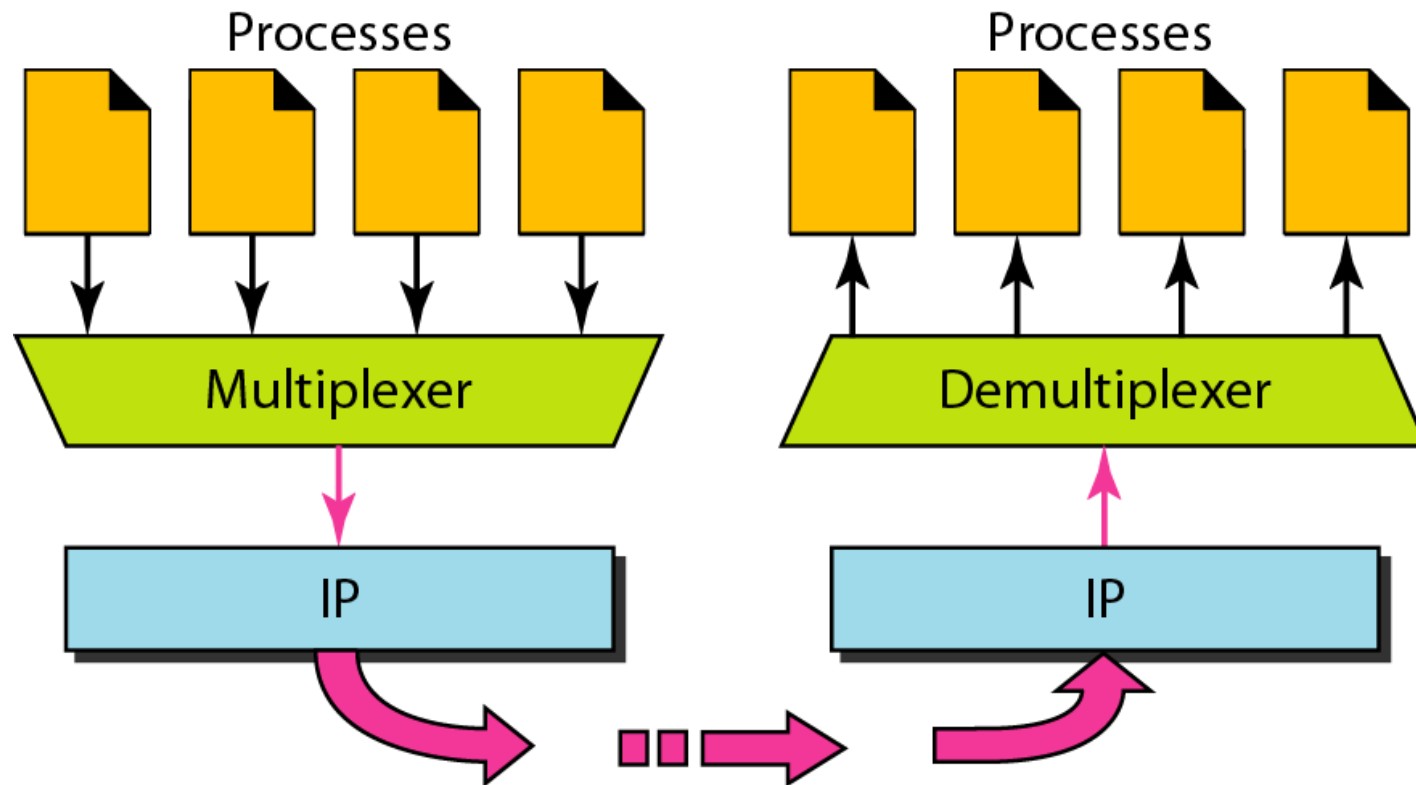 Processes
Processes
Multiplexer
Demultiplexer
IP
IP